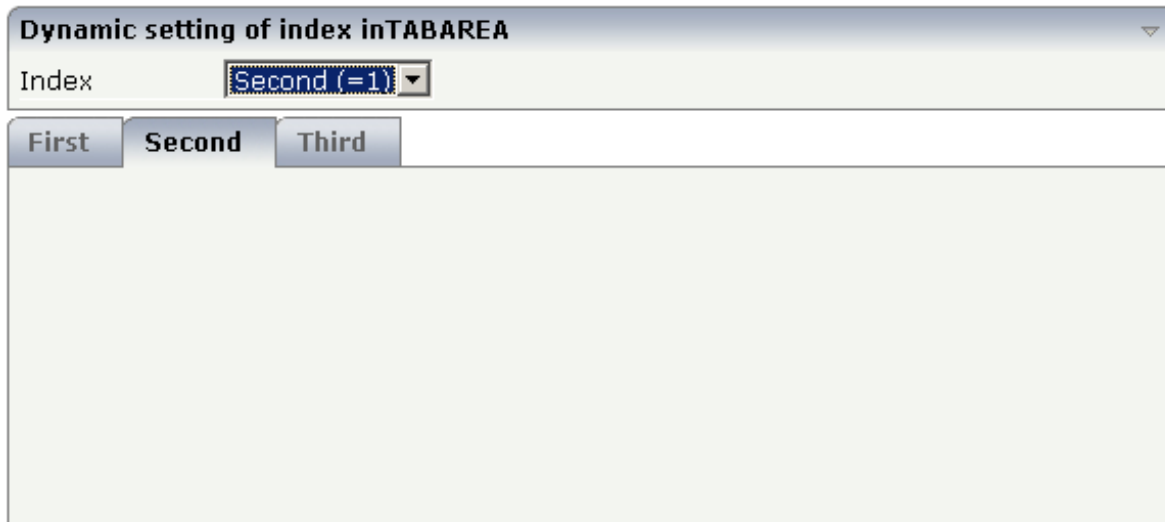 Dynamic setting of index inTABAREA
Index Second (=1)
First Second Third